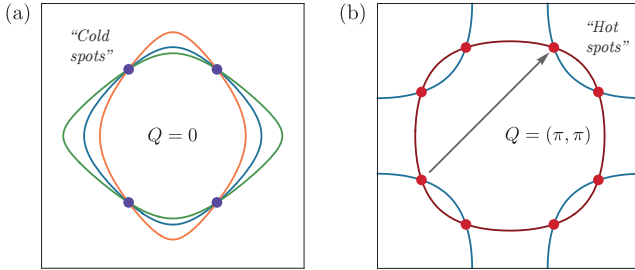 (a)
“Cold
spots”
Q = 0
(b)
“Hot
spots”
Q = (π, π)